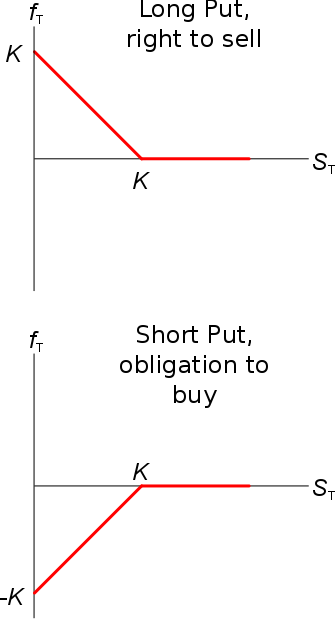 f_T
Long Put,
right to sell
K
S_T
K
f_T
Short Put,
obligation to
buy
K
S_T
-K